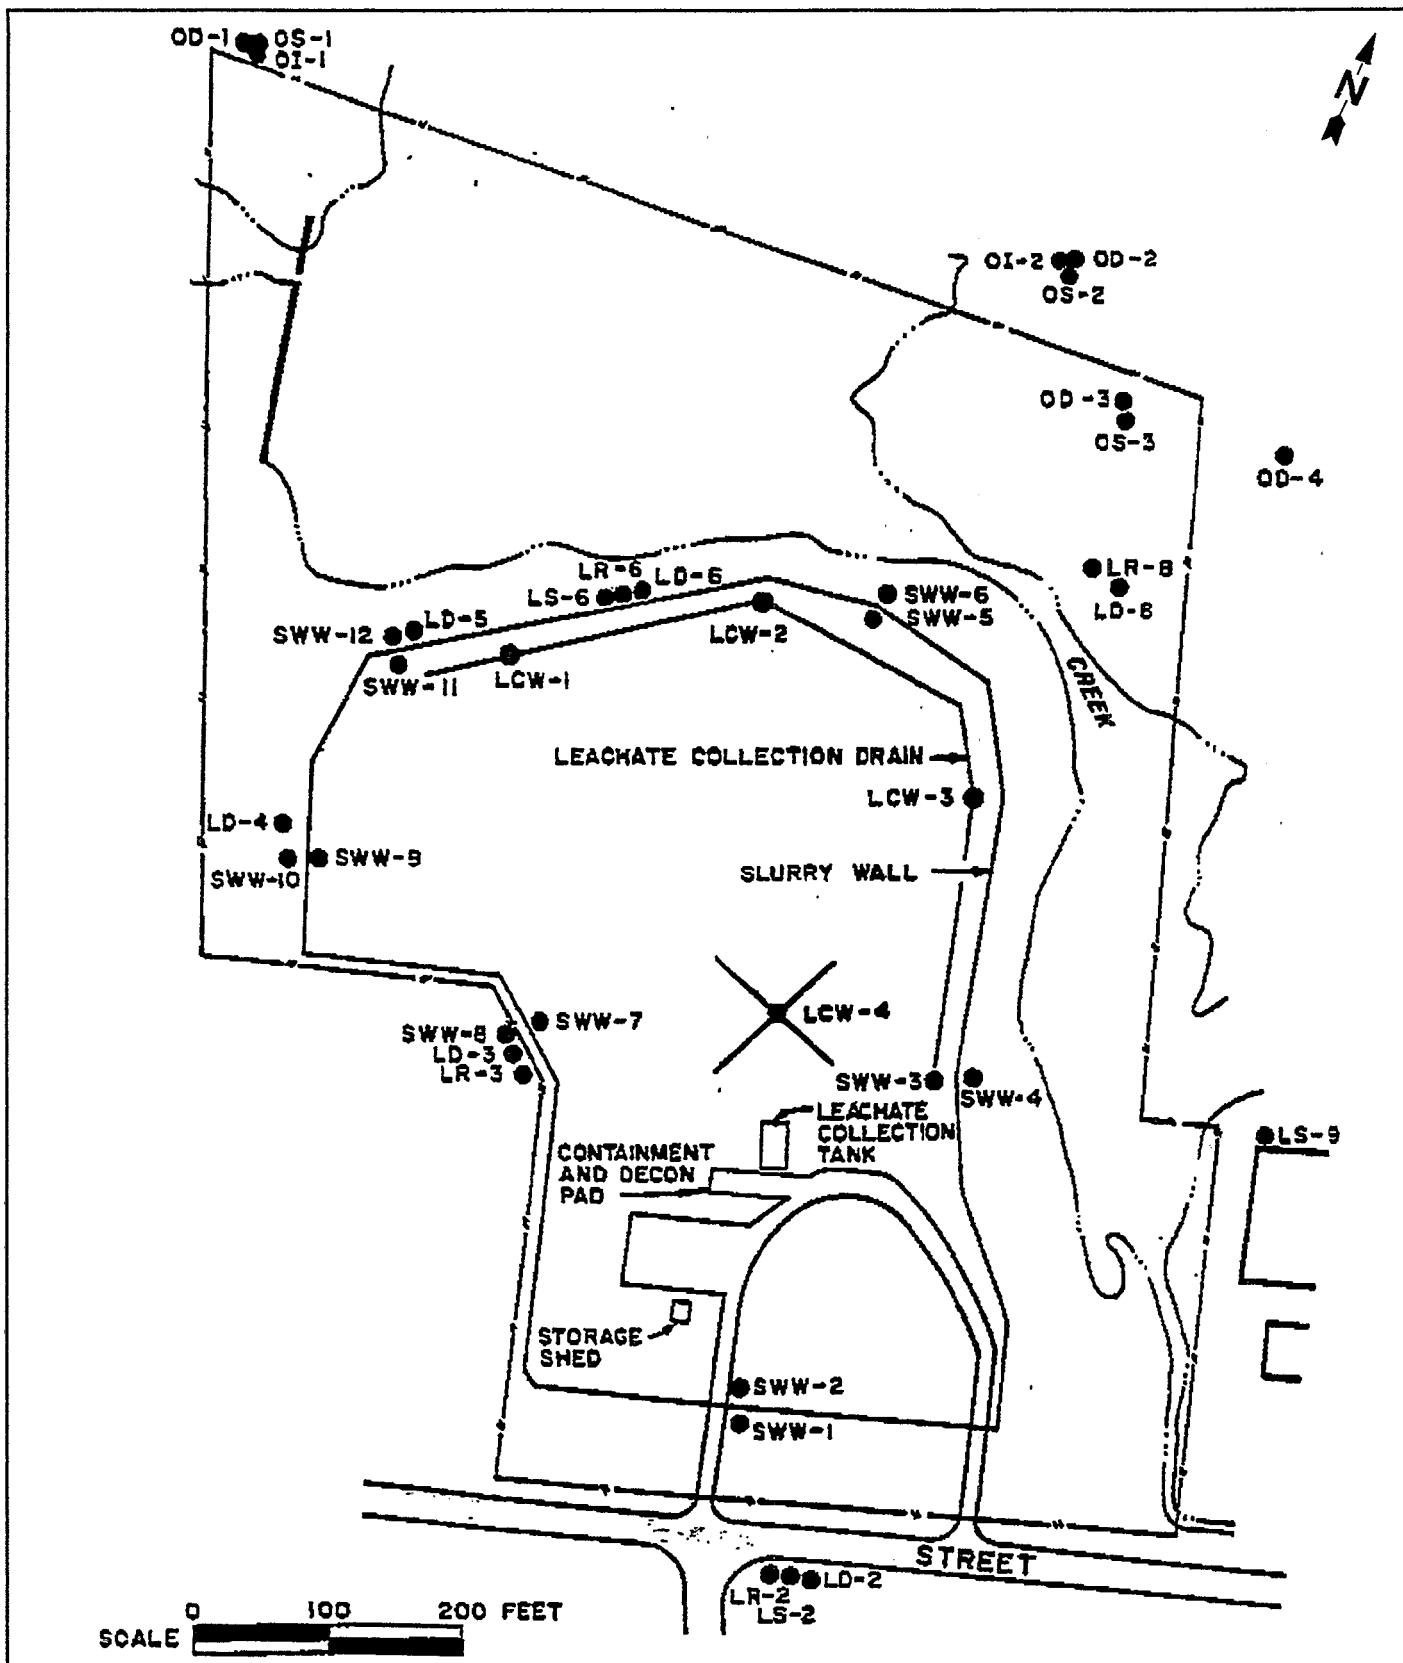 OD-1
OS-1
OI-1
N
OI-2
OD-2
OS-2
OD-3
OS-3
OD-4
LR-6
LD-6
LS-6
LR-8
LD-8
SWW-6
SWW-5
LD-5
SWW-12
LCW-2
SWW-11
LCW-1
CREEK
LEACHATE COLLECTION DRAIN
LCW-3
LD-4
SWW-9
SWW-10
SLURRY WALL
LCW-4
SWW-7
SWW-8
LD-3
LR-3
SWW-3
SWW-4
LEACHATE
COLLECTION
TANK
LS-9
CONTAINMENT
AND DECON
PAD
STORAGE
SHED
SWW-2
SWW-1
STREET
LD-2
LR-2
LS-2
0 100 200 FEET
SCALE